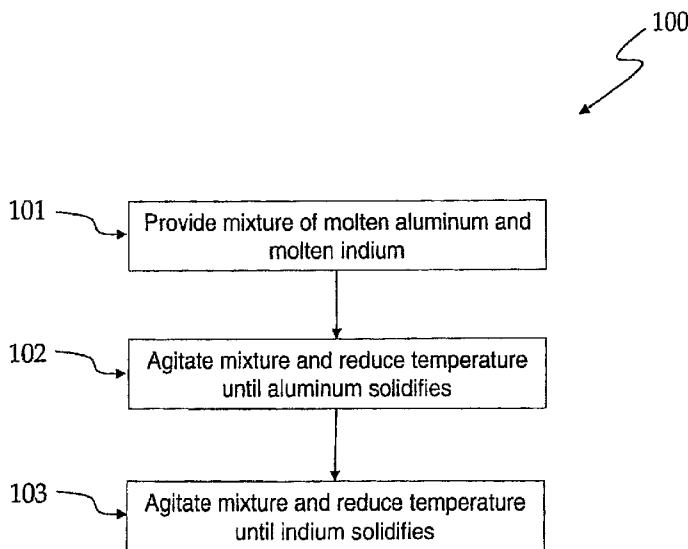 100
101
Provide mixture of molten aluminum and
molten indium
102
Agitate mixture and reduce temperature
until aluminum solidifies
103
Agitate mixture and reduce temperature
until indium solidifies